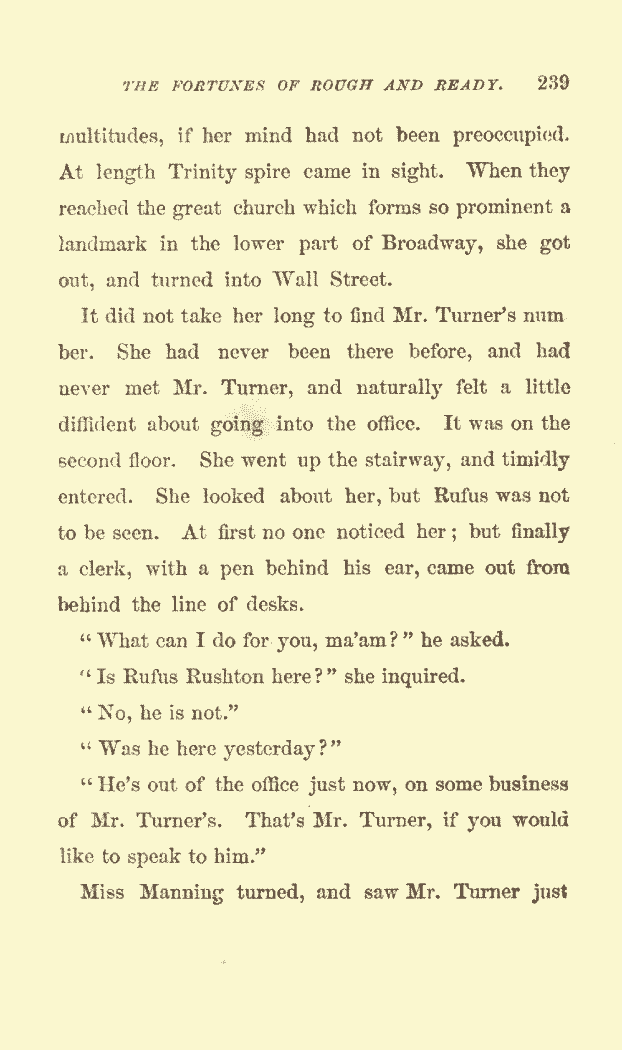 THE FORTUNES OF ROUGH AND READY. 239
multitudes, if her mind had not been preoccupied.
At length Trinity spire came in sight. When they
reached the great church which forms so prominent a
landmark in the lower part of Broadway, she got
out, and turned into Wall Street.
It did not take her long to find Mr. Turner's num
ber. She had never been there before, and had
never met Mr. Turner, and naturally felt a little
diffident about going into the office. It was on the
second floor. She went up the stairway, and timidly
entered. She looked about her, but Rufus was not
to be seen. At first no one noticed her; but finally
a clerk, with a pen behind his ear, came out from
behind the line of desks.
"What can I do for you, ma'am?" he asked.
"Is Rufus Rushton here?" she inquired.
"No, he is not."
"Was he here yesterday?"
"He's out of the office just now, on some business
of Mr. Turner's. That's Mr. Turner, if you would
like to speak to him."
Miss Manning turned, and saw Mr. Turner just